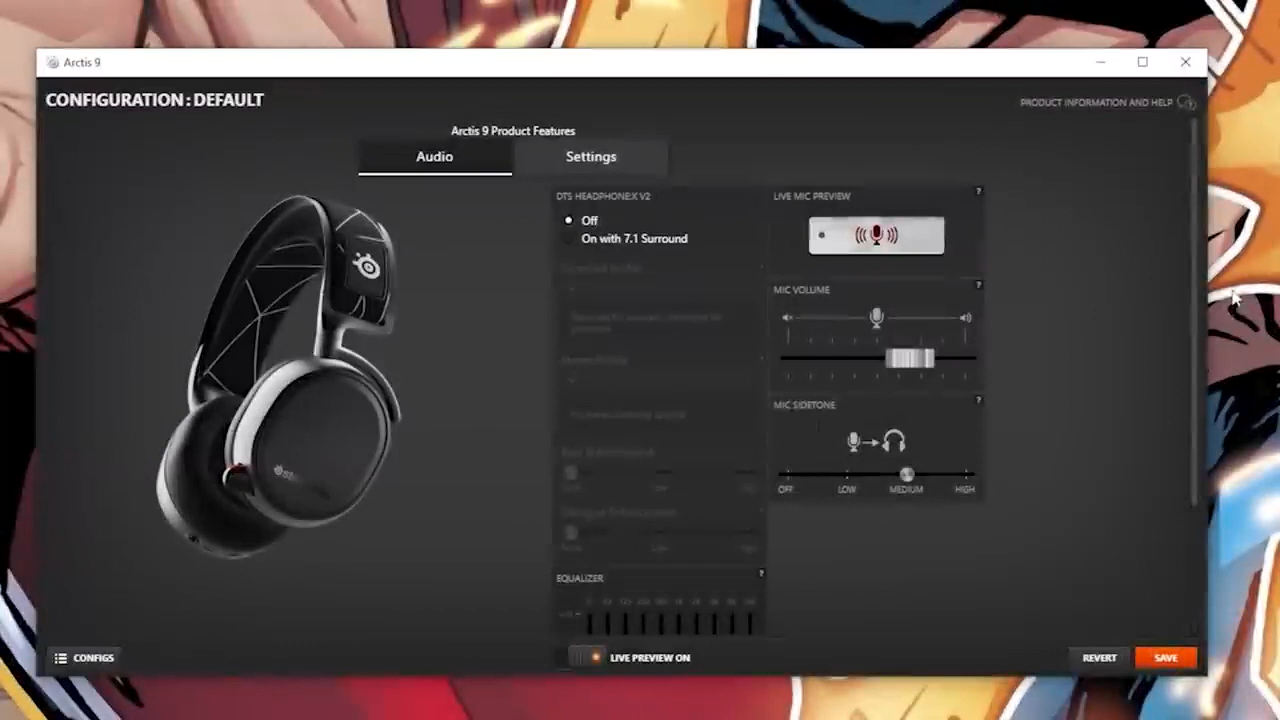 Arctis 9
CONFIGURATION : DEFAULT
PRODUCT INFORMATION AND HELP
Arctis 9 Product Features
Audio
Settings
DTS HEADPHONE:X V2
Off
On with 7.1 Surround
LIVE MIC PREVIEW
?
MIC VOLUME
?
MIC SIDETONE
?
OFF
LOW
MEDIUM
HIGH
EQUALIZER
?
CONFIGS
LIVE PREVIEW ON
REVERT
SAVE